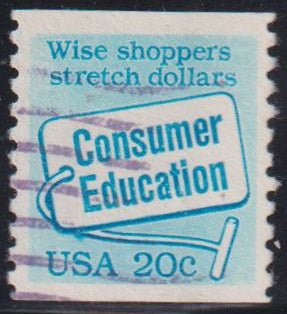 Wise shoppers
stretch dollars
Consumer
Education
USA 20c